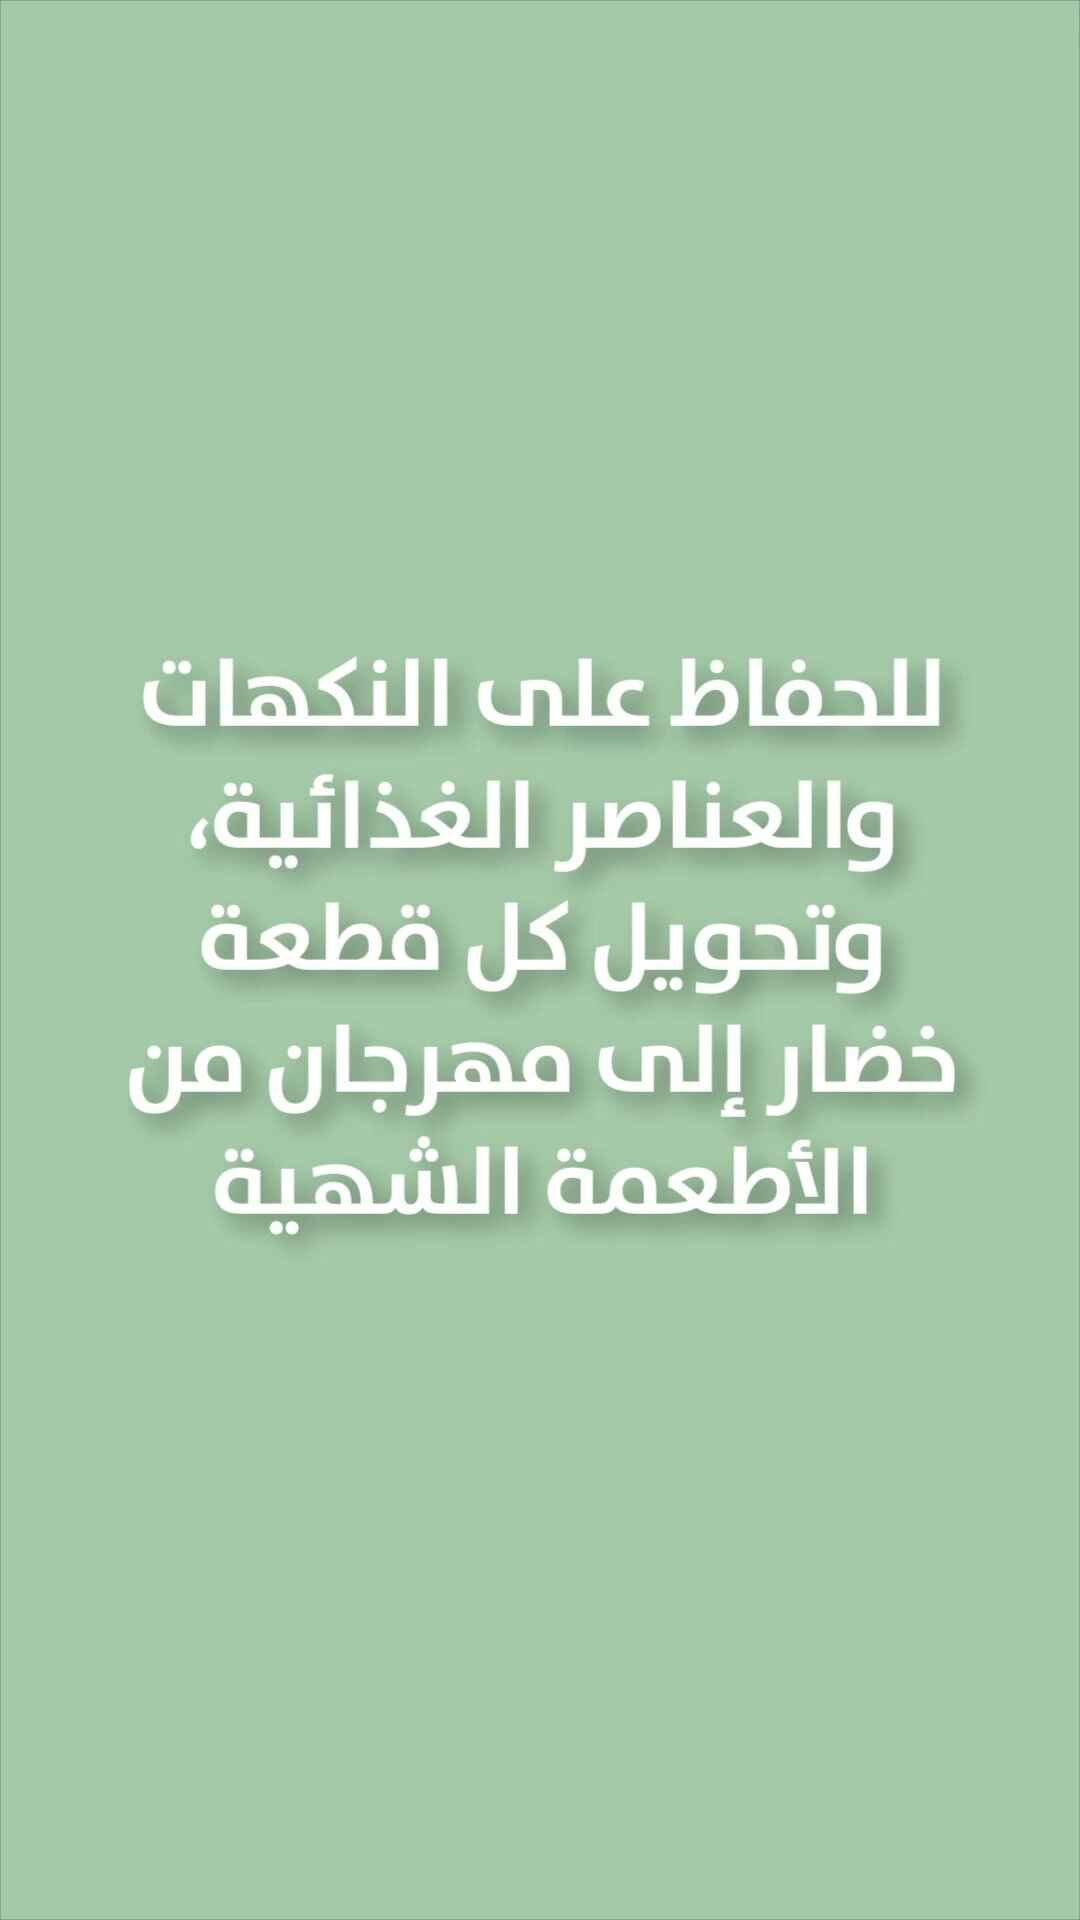 للحفاظ على النكهات
والعناصر الغذائية،
وتحويل كل قطعة
خضار إلى مهرجان من
الأطعمة الشهية